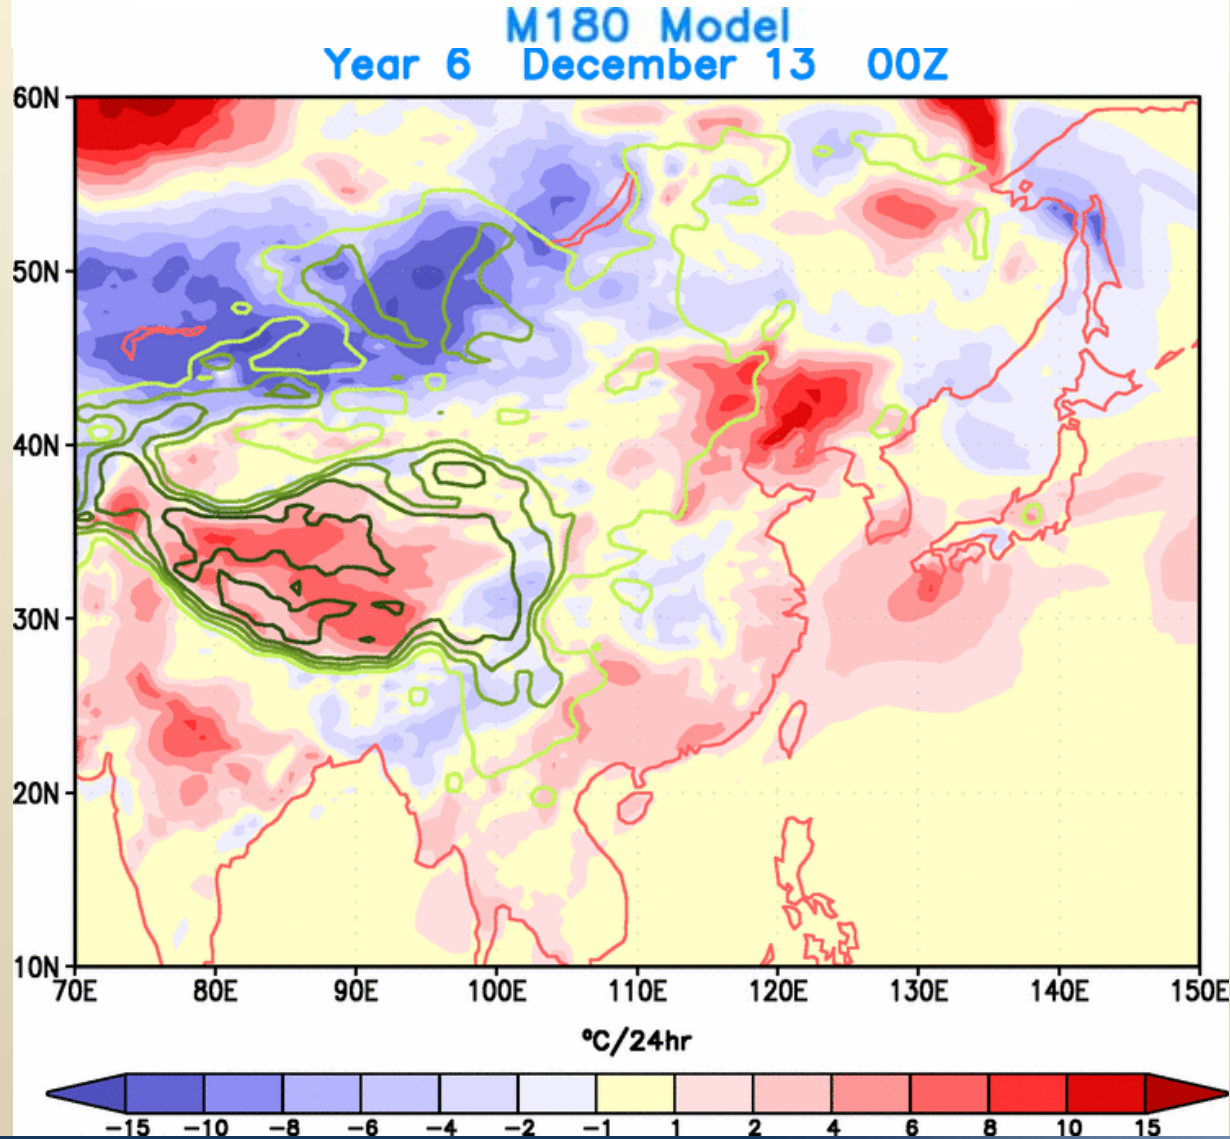 M180 Model
Year 6 December 13 00Z
60N
50N
40N
30N
20N
10N
70E 80E 90E 100E 110E 120E 130E 140E 150E
ºC/24hr
−15 −10 −8 −6 −4 −2 −1 1 2 4 6 8 10 15